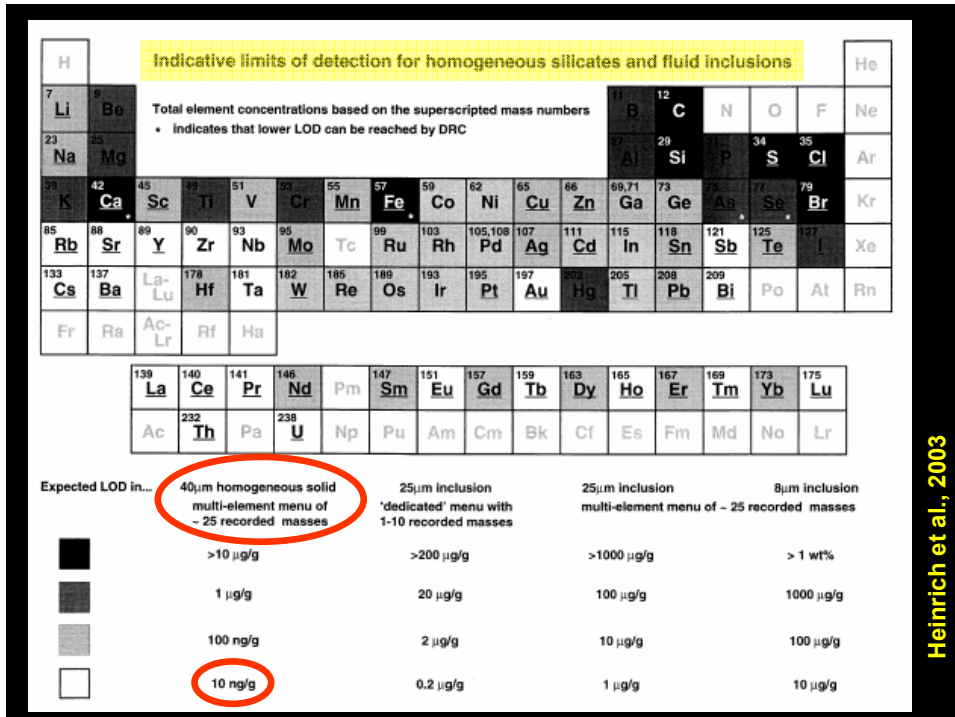 Indicative limits of detection for homogeneous silicates and fluid inclusions
H He
Total element concentrations based on the superscripted mass numbers
* indicates that lower LOD can be reached by DRC
7 Li 9 Be 11 B 12 C N O F Ne
23 Na 25 Mg 27 Al 29 Si 31 P 34 S 35 Cl Ar
39 K 42 Ca * 45 Sc 49 Ti 51 V 53 Cr 55 Mn 57 Fe * 59 Co 62 Ni 65 Cu 66 Zn 69,71 Ga 73 Ge 75 As * 77 Se * 79 Br Kr
85 Rb 88 Sr 89 Y 90 Zr 93 Nb 95 Mo Tc 99 Ru 103 Rh 105,108 Pd 107 Ag 111 Cd 115 In 118 Sn 121 Sb 125 Te 127 I Xe
133 Cs 137 Ba La-Lu 178 Hf 181 Ta 182 W 185 Re 189 Os 193 Ir 195 Pt 197 Au 202 Hg 205 Tl 208 Pb 209 Bi Po At Rn
Fr Ra Ac-Lr Rf Ha
139 La 140 Ce 141 Pr 146 Nd Pm 147 Sm 151 Eu 157 Gd 159 Tb 163 Dy 165 Ho 167 Er 169 Tm 173 Yb 175 Lu
Ac 232 Th Pa 238 U Np Pu Am Cm Bk Cf Es Fm Md No Lr
Expected LOD in... 40µm homogeneous solid 25µm inclusion 25µm inclusion 8µm inclusion
multi-element menu of 'dedicated' menu with multi-element menu of ~ 25 recorded masses
~ 25 recorded masses 1-10 recorded masses
>10 µg/g >200 µg/g >1000 µg/g > 1 wt%
1 µg/g 20 µg/g 100 µg/g 1000 µg/g
100 ng/g 2 µg/g 10 µg/g 100 µg/g
10 ng/g 0.2 µg/g 1 µg/g 10 µg/g
Heinrich et al., 2003